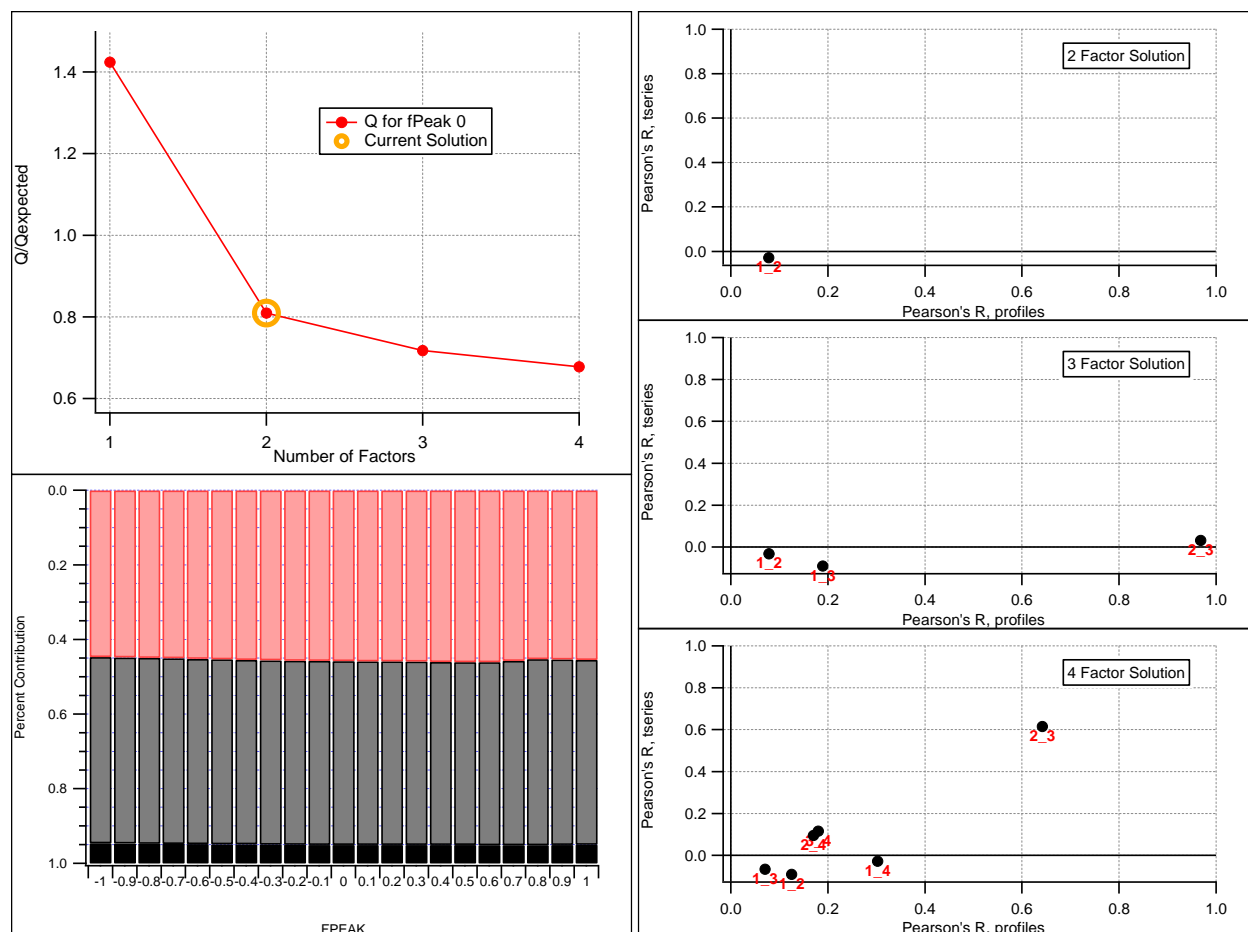 1.4
1.2
1.0
0.8
0.6
Q/Qexpected
Q for fPeak 0
Current Solution
1 2 3 4
Number of Factors
0.0
0.2
0.4
0.6
0.8
1.0
Percent Contribution
-1 -0.9 -0.8 -0.7 -0.6 -0.5 -0.4 -0.3 -0.2 -0.1 0 0.1 0.2 0.3 0.4 0.5 0.6 0.7 0.8 0.9 1
FPEAK
1.0
0.8
0.6
0.4
0.2
0.0
Pearson's R, tseries
2 Factor Solution
1_2
0.0 0.2 0.4 0.6 0.8 1.0
Pearson's R, profiles
1.0
0.8
0.6
0.4
0.2
0.0
Pearson's R, tseries
3 Factor Solution
1_2
1_3
2_3
0.0 0.2 0.4 0.6 0.8 1.0
Pearson's R, profiles
1.0
0.8
0.6
0.4
0.2
0.0
Pearson's R, tseries
4 Factor Solution
2_3
2_4
3_4
1_4
1_3
1_2
0.0 0.2 0.4 0.6 0.8 1.0
Pearson's R, profiles